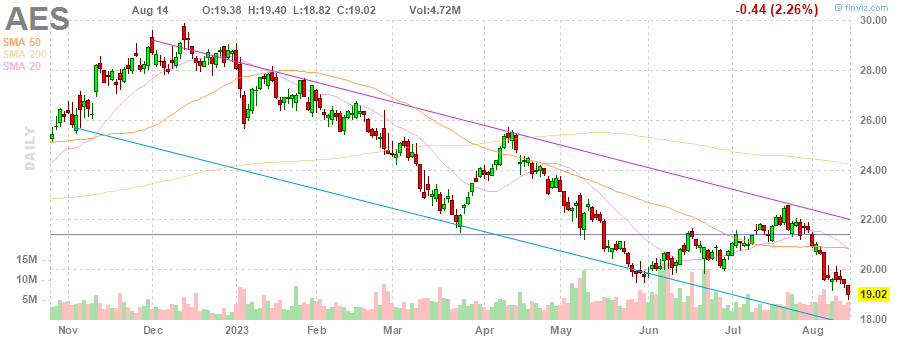 AES Aug 14 O:19.38 H:19.40 L:18.82 C:19.02 Vol:4.72M -0.44 (2.26%) © finviz.com
SMA 50
SMA 200
SMA 20
DAILY
30.00
28.00
26.00
24.00
22.00
20.00
19.02
18.00
15M
10M
5M
Nov Dec 2023 Feb Mar Apr May Jun Jul Aug